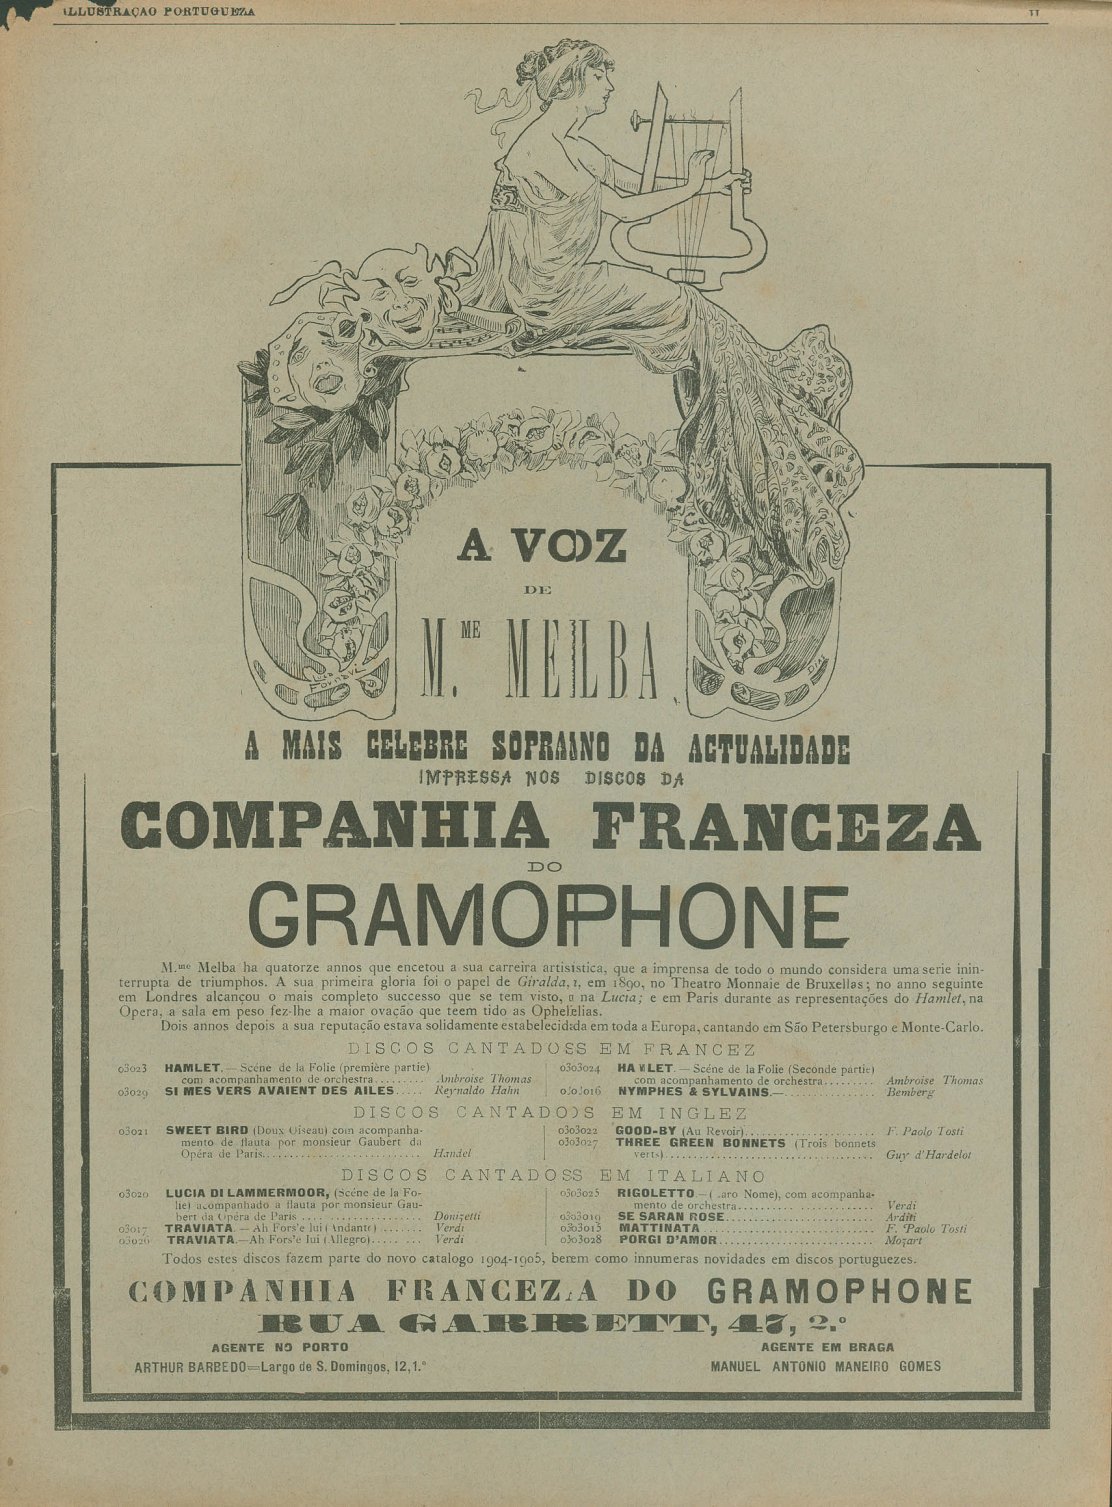 ILLUSTRAÇÃO PORTUGUEZA
II
A VOZ
DE
M.ME MELBA
A MAIS CELEBRE SOPRANO DA ACTUALIDADE
IMPRESSA NOS DISCOS DA
COMPANHIA FRANCEZA
DO
GRAMOPHONE
M.me Melba ha quatorze annos que encetou a sua carreira artistica, que a imprensa de todo o mundo considera uma serie inin-
terrupta de triumphos. A sua primeira gloria foi o papel de Giralda, 1, em 1890, no Theatro Monnaie de Bruxellas; no anno seguinte
em Londres alcançou o mais completo successo que se tem visto, na Lucia; e em Paris durante as representações do Hamlet, na
Opera, a sala em peso fez-lhe a maior ovação que teem tido as Ophelias.
Dois annos depois a sua reputação estava solidamente estabelecida em toda a Europa, cantando em São Petersburgo e Monte-Carlo.
DISCOS CANTADOS EM FRANCEZ
03023 HAMLET.—Scéne de la Folie (première partie)
com acompanhamento de orchestra......... Ambroise Thomas
03029 SI MES VERS AVAIENT DES AILES..... Reynaldo Hahn
03024 HAMLET.—Scéne de la Folie (Seconde partie)
com acompanhamento de orchestra......... Ambroise Thomas
03016 NYMPHES & SYLVAINS.—............... Bemberg
DISCOS CANTADOS EM INGLEZ
03021 SWEET BIRD (Doux Oiseau) com acompanha-
mento de flauta por monsieur Gaubert da
Opéra de Paris.......................... Handel
03022 GOOD-BY (Au Revoir)..................... F. Paolo Tosti
03027 THREE GREEN BONNETS (Trois bonnets
verts)................................... Guy d'Hardelot
DISCOS CANTADOS EM ITALIANO
03020 LUCIA DI LAMMERMOOR, (Scéne de la Fo-
lie) acompanhado a flauta por monsieur Gau-
bert da Opéra de Paris ................... Donizetti
03017 TRAVIATA.—Ah Fors'e lui (Andante) ....... Verdi
03026 TRAVIATA.—Ah Fors'e lui (Allegro)........ Verdi
03025 RIGOLETTO.—(Caro Nome), com acompanha-
mento de orchestra....................... Verdi
03019 SE SARAN ROSE........................ Arditi
03015 MATTINATA............................ F. Paolo Tosti
03028 PORGI D'AMOR......................... Mozart
Todos estes discos fazem parte do novo catalogo 1904-1905, bem como innumeras novidades em discos portuguezes.
COMPANHIA FRANCEZA DO GRAMOPHONE
RUA GARRETT, 47, 2.º
AGENTE NO PORTO
ARTHUR BARBEDO—Largo de S. Domingos, 12, 1.º
AGENTE EM BRAGA
MANUEL ANTONIO MANEIRO GOMES